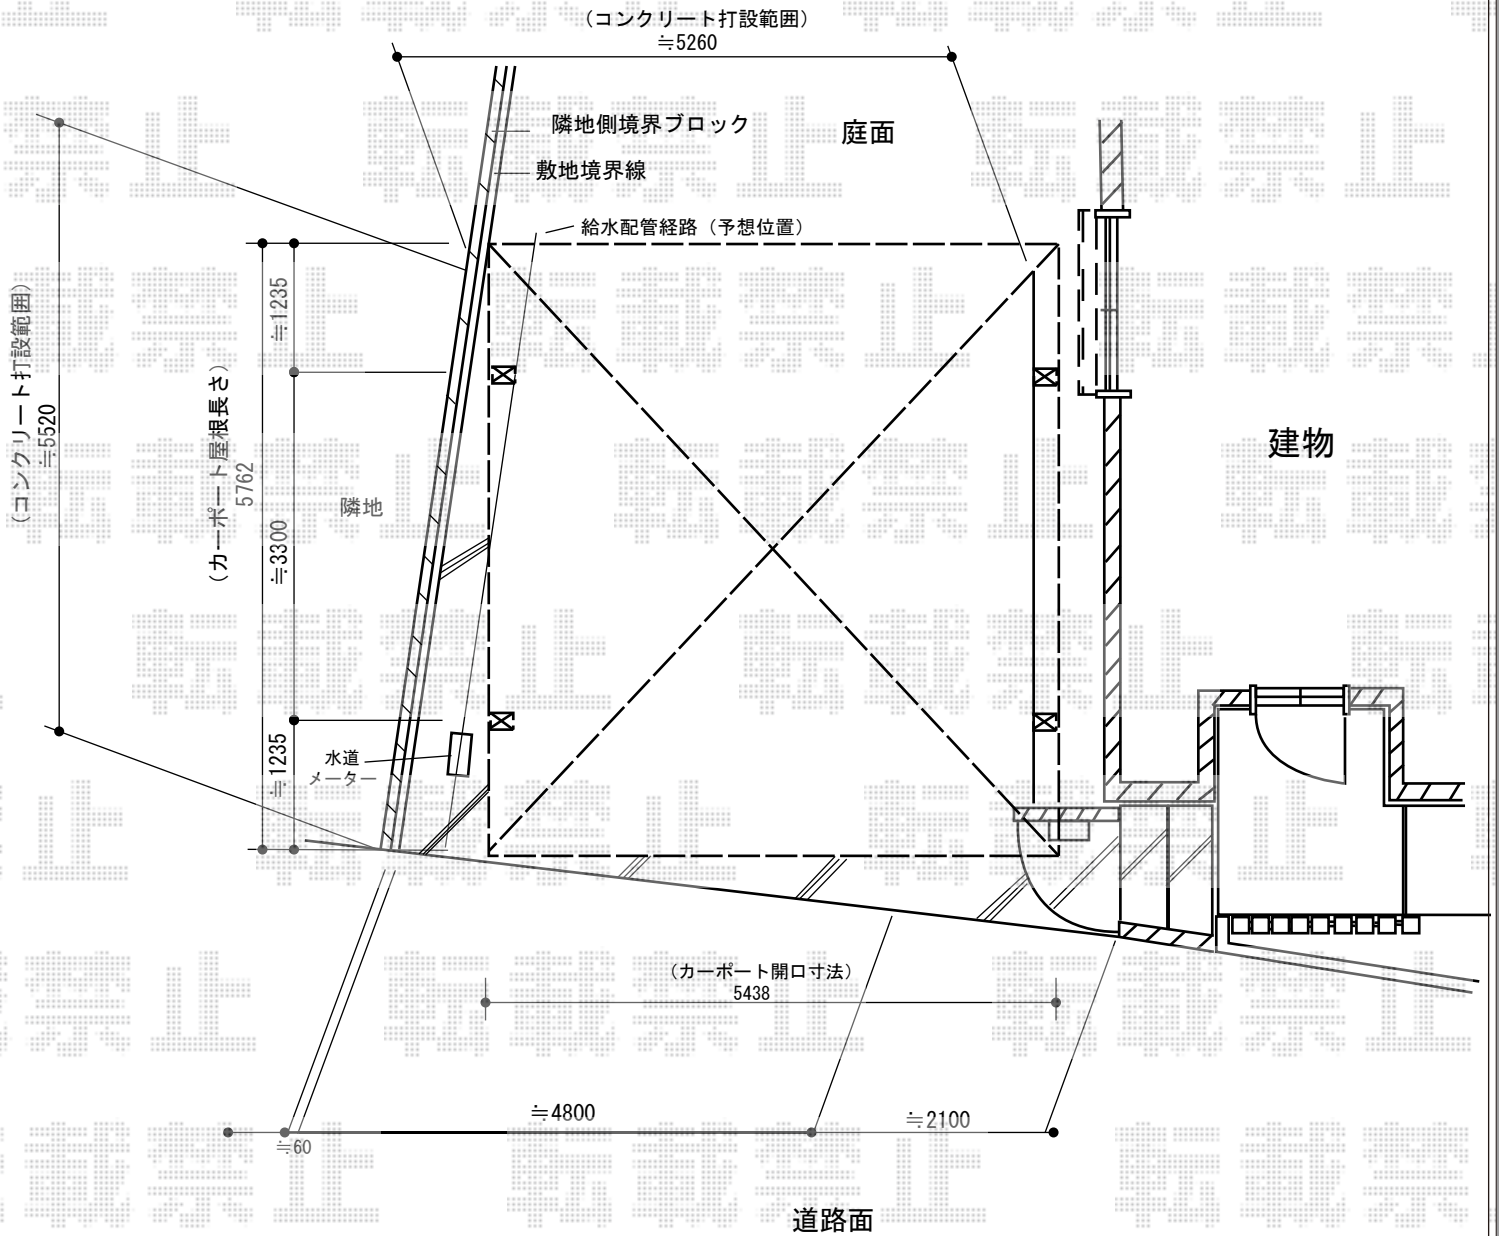 （コンクリート打設範囲）
≒5260
隣地側境界ブロック
庭面
敷地境界線
給水配管経路（予想位置）
（コンクリート打設範囲）
≒5520
（カーポート屋根長さ）
5762
≒1235
≒3300
≒1235
隣地
建物
水道
メーター
（カーポート開口寸法）
5438
≒4800
≒2100
≒60
道路面
転載禁止